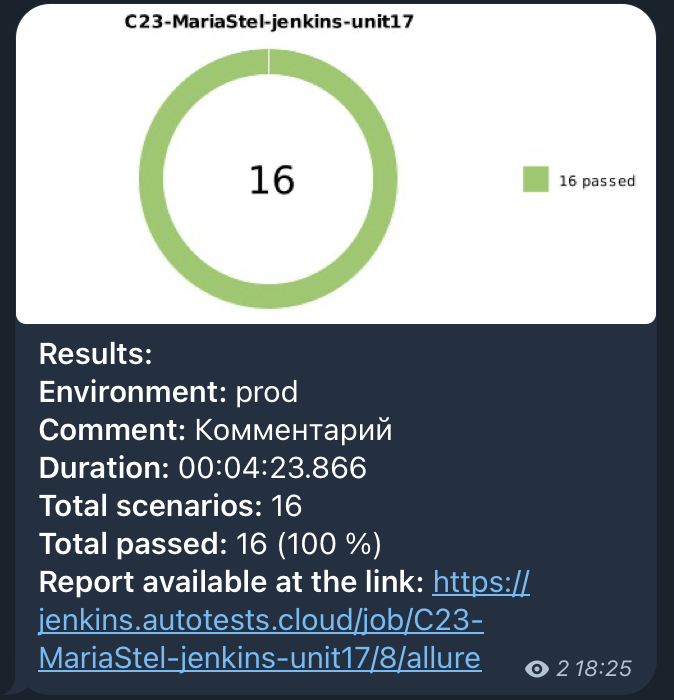 C23-MariaStel-jenkins-unit17
16
16 passed
Results:
Environment: prod
Comment: Комментарий
Duration: 00:04:23.866
Total scenarios: 16
Total passed: 16 (100 %)
Report available at the link: https://
jenkins.autotests.cloud/job/C23-
MariaStel-jenkins-unit17/8/allure
2 18:25